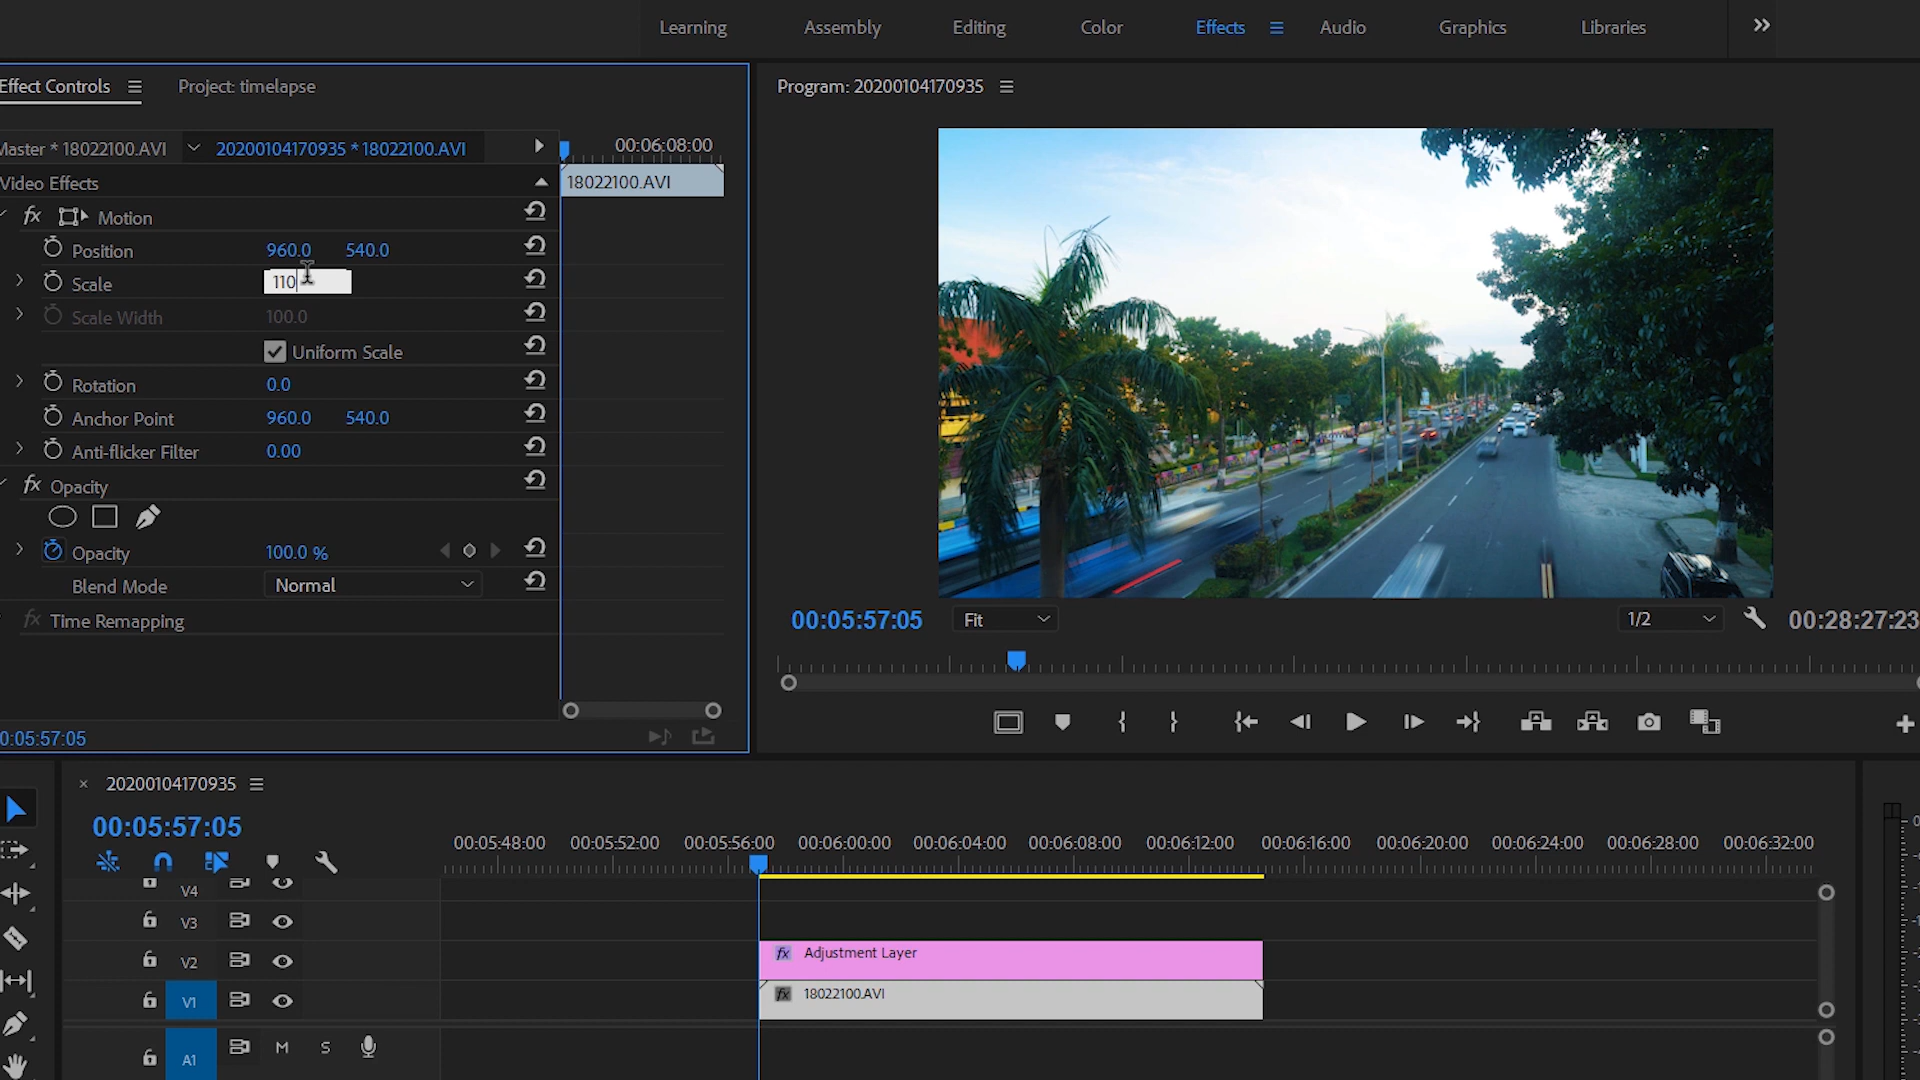 Learning Assembly Editing Color Effects Audio Graphics Libraries
Effect Controls Project: timelapse
Master * 18022100.AVI 20200104170935 * 18022100.AVI 00:06:08:00
Video Effects 18022100.AVI
fx Motion
Position 960.0 540.0
Scale 110
Scale Width 100.0
Uniform Scale
Rotation 0.0
Anchor Point 960.0 540.0
Anti-flicker Filter 0.00
fx Opacity
Opacity 100.0 %
Blend Mode Normal
fx Time Remapping
0:05:57:05
Program: 20200104170935
00:05:57:05 Fit 1/2 00:28:27:23
× 20200104170935
00:05:57:05
00:05:48:00 00:05:52:00 00:05:56:00 00:06:00:00 00:06:04:00 00:06:08:00 00:06:12:00 00:06:16:00 00:06:20:00 00:06:24:00 00:06:28:00 00:06:32:00
V4
V3
V2 fx Adjustment Layer
V1 fx 18022100.AVI
A1 M S